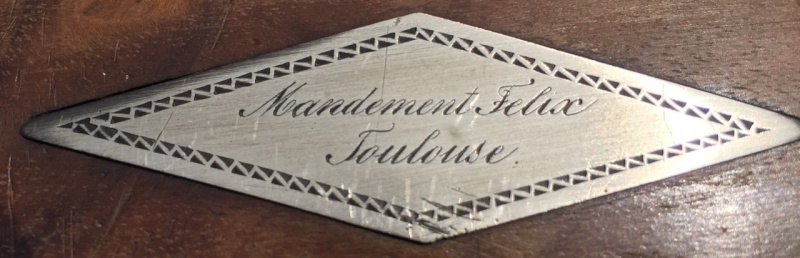 Mandement Felix
Toulouse.